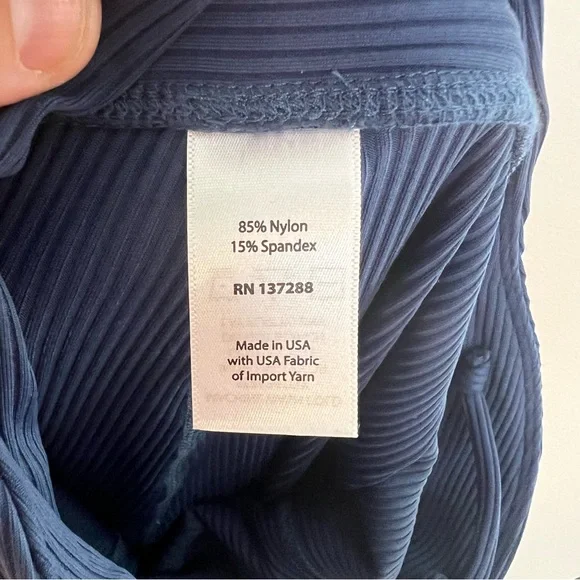 85% Nylon
15% Spandex
RN 137288
Made in USA
with USA Fabric
of Import Yarn